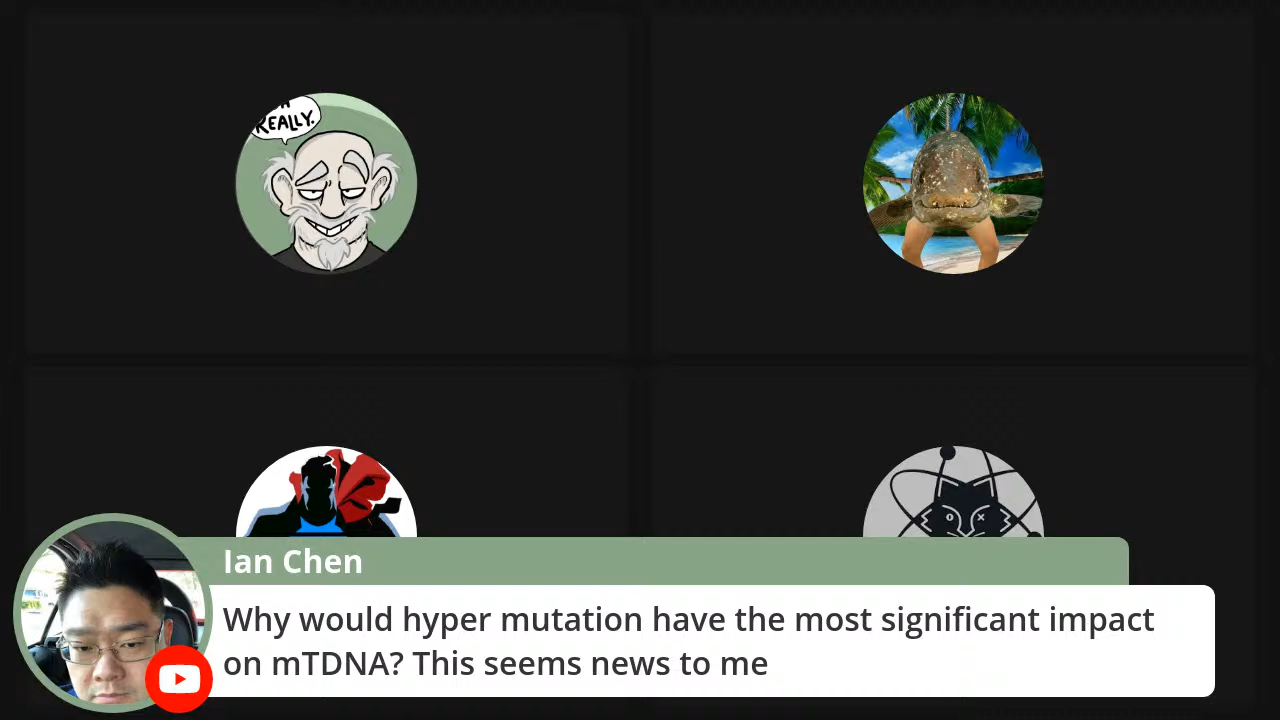 REALLY.
Ian Chen
Why would hyper mutation have the most significant impact
on mTDNA? This seems news to me